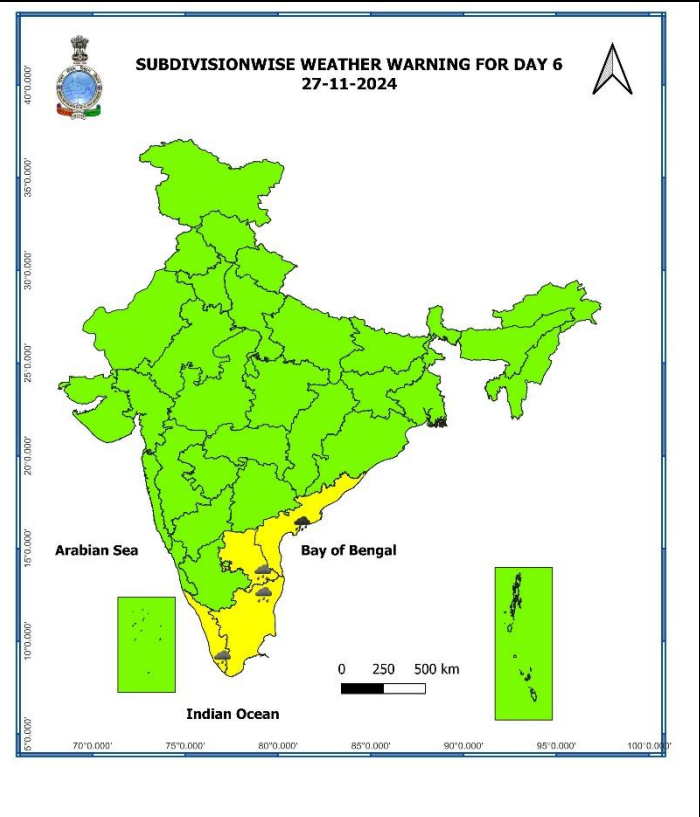 SUBDIVISIONWISE WEATHER WARNING FOR DAY 6
27-11-2024
40°0.000'
35°0.000'
30°0.000'
25°0.000'
20°0.000'
15°0.000'
10°0.000'
5°0.000'
Arabian Sea
Bay of Bengal
0 250 500 km
Indian Ocean
70°0.000' 75°0.000' 80°0.000' 85°0.000' 90°0.000' 95°0.000' 100°0.000'